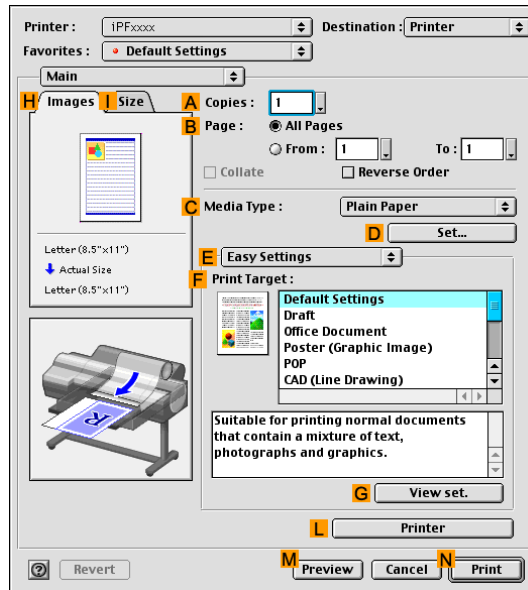 Printer : iPFxxxx Destination : Printer
Favorites : Default Settings
Main
H Images I Size
A Copies : 1
B Page : All Pages
From : 1 To : 1
Collate Reverse Order
C Media Type : Plain Paper
D Set...
E Easy Settings
F Print Target :
Default Settings
Draft
Office Document
Poster (Graphic Image)
POP
CAD (Line Drawing)
Letter (8.5"x11")
Actual Size
Letter (8.5"x11")
R
Suitable for printing normal documents
that contain a mixture of text,
photographs and graphics.
G View set.
L Printer
? Revert M Preview Cancel N Print